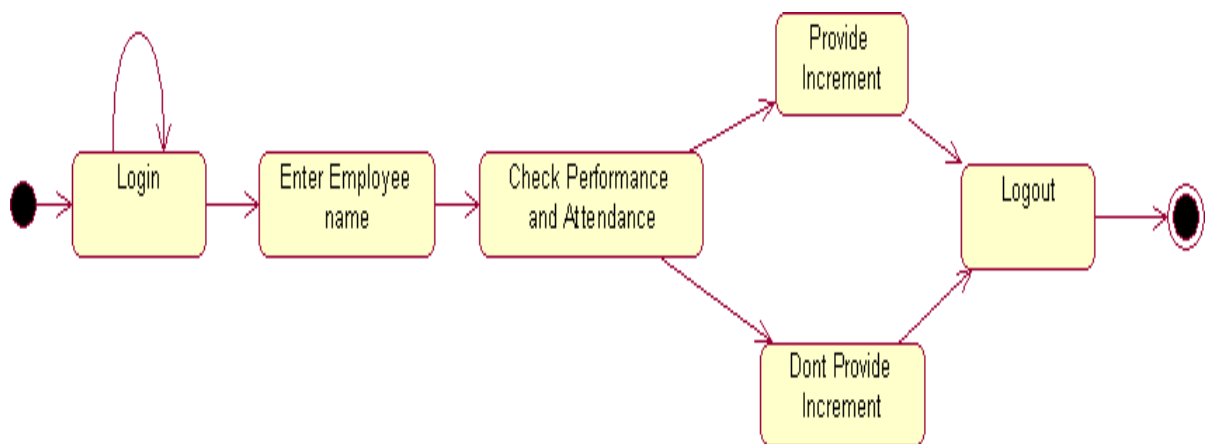 Login
Enter Employee
name
Check Performance
and Attendance
Provide
Increment
Dont Provide
Increment
Logout